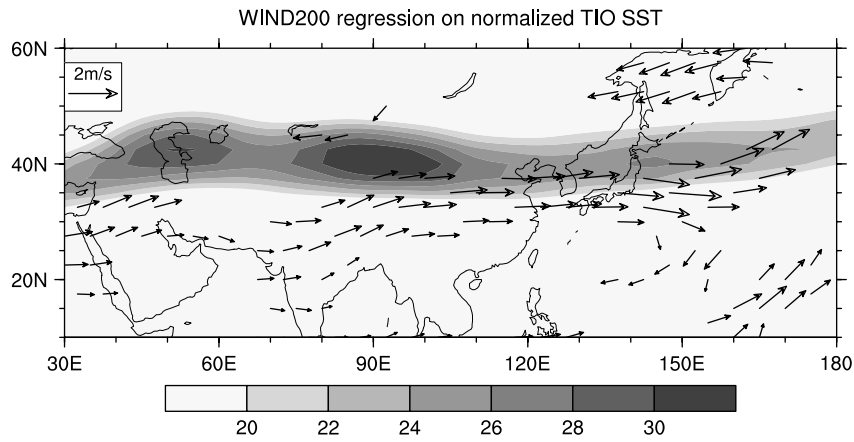 WIND200 regression on normalized TIO SST
60N
2m/s
40N
20N
30E 60E 90E 120E 150E 180
20 22 24 26 28 30